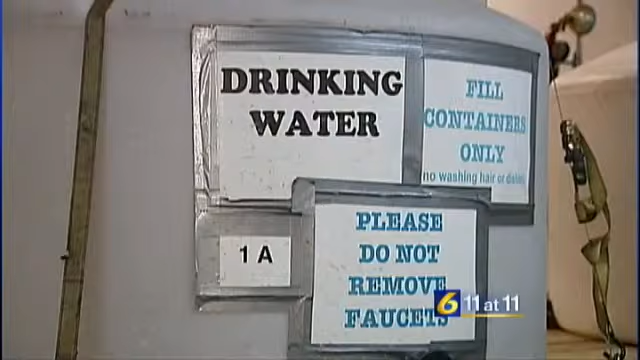 DRINKING
WATER
FILL
CONTAINERS
ONLY
no washing hair or
1 A
PLEASE
DO NOT
REMOVE
FAUCETS
6 11 at 11